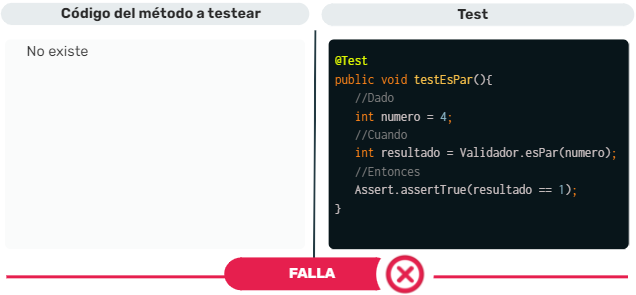 Código del método a testear
Test
No existe
@Test
public void testEsPar(){
//Dado
int numero = 4;
//Cuando
int resultado = Validador.esPar(numero);
//Entonces
Assert.assertTrue(resultado == 1);
}
FALLA